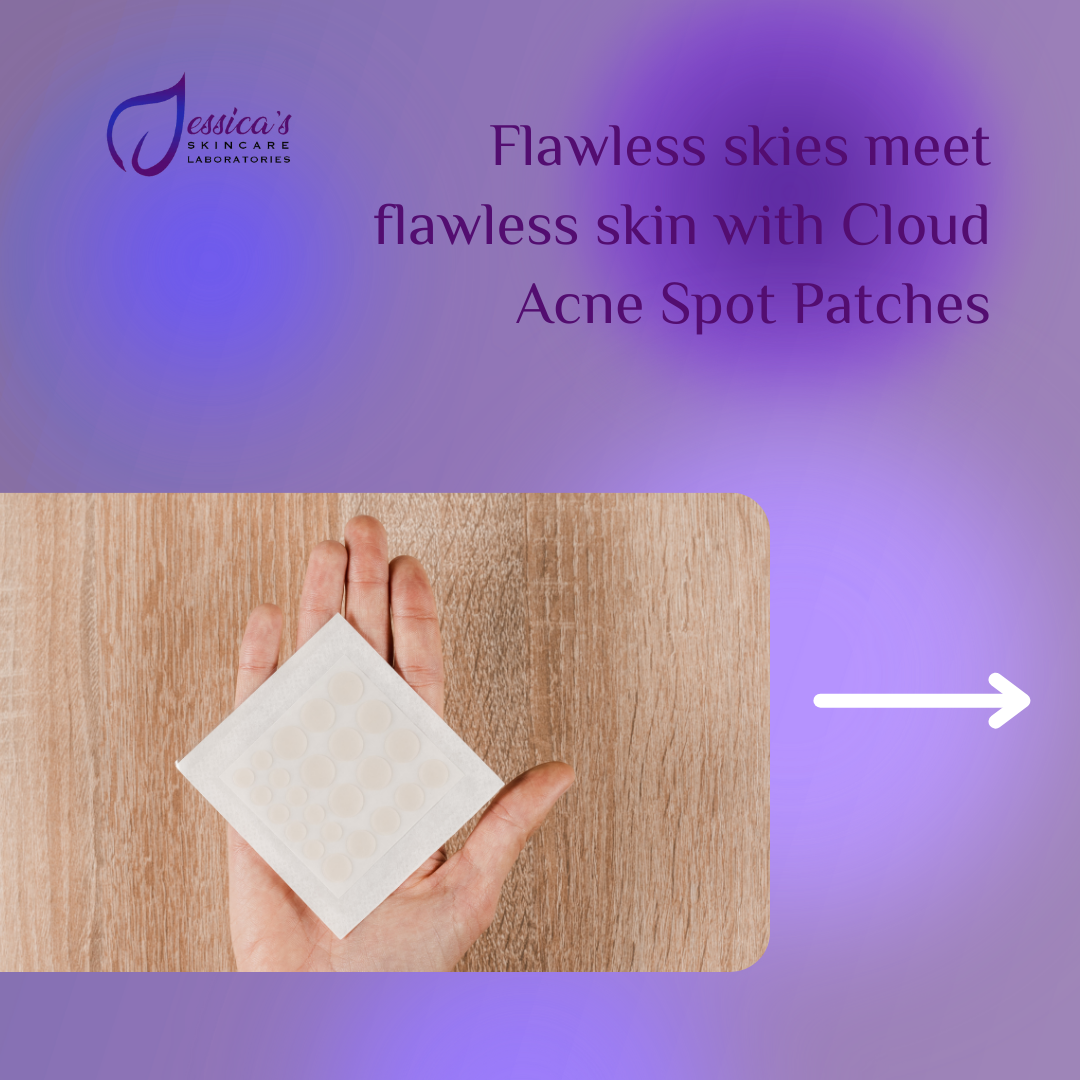 Jessica's
SKINCARE
LABORATORIES
Flawless skies meet
flawless skin with Cloud
Acne Spot Patches